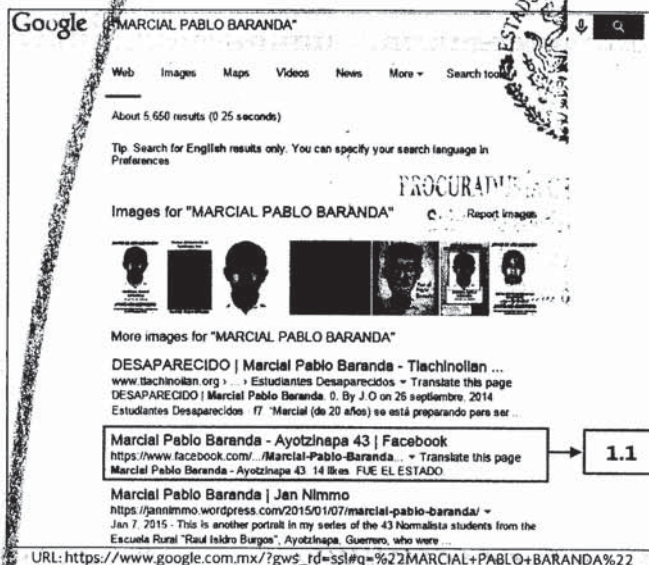 Google "MARCIAL PABLO BARANDA"
Web Images Maps Videos News More Search tools
About 5,650 results (0.25 seconds)
Tip. Search for English results only. You can specify your search language in
Preferences
Images for "MARCIAL PABLO BARANDA" Report images
More images for "MARCIAL PABLO BARANDA"
DESAPARECIDO | Marcial Pablo Baranda - Tlachinollan ...
www.tlachinollan.org › ... › Estudiantes Desaparecidos Translate this page
DESAPARECIDO | Marcial Pablo Baranda. 0. By J.O on 26 septiembre, 2014
Estudiantes Desaparecidos · f7. "Marcial (de 20 años) se está preparando para ser ...
Marcial Pablo Baranda - Ayotzinapa 43 | Facebook
https://www.facebook.com/.../Marcial-Pablo-Baranda... Translate this page
Marcial Pablo Baranda - Ayotzinapa 43. 14 likes. FUE EL ESTADO.
1.1
Marcial Pablo Baranda | Jan Nimmo
https://jannimmo.wordpress.com/2015/01/07/marcial-pablo-baranda/
Jan 7, 2015 - This is another portrait in my series of the 43 Normalista students from the
Escuela Rural "Raul Isidro Burgos", Ayotzinapa, Guerrero, who were ...
URL: https://www.google.com.mx/?gws_rd=ssl#q=%22MARCIAL+PABLO+BARANDA%22